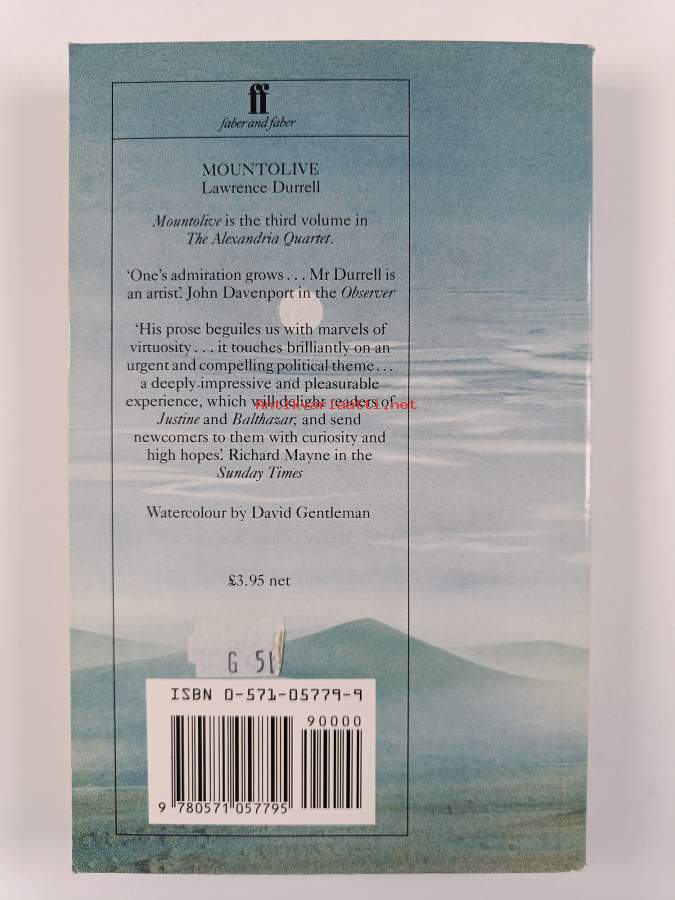 ff
faber and faber
MOUNTOLIVE
Lawrence Durrell
Mountolive is the third volume in
The Alexandria Quartet.
‘One’s admiration grows . . . Mr Durrell is
an artist.’ John Davenport in the Observer
‘His prose beguiles us with marvels of
virtuosity . . . it touches brilliantly on an
urgent and compelling political theme . . .
a deeply impressive and pleasurable
experience, which will delight readers of
Antikvariaatti.net
Justine and Balthazar, and send
newcomers to them with curiosity and
high hopes.’ Richard Mayne in the
Sunday Times
Watercolour by David Gentleman
£3.95 net
G 51
ISBN 0-571-05779-9
90000
9 780571 057795